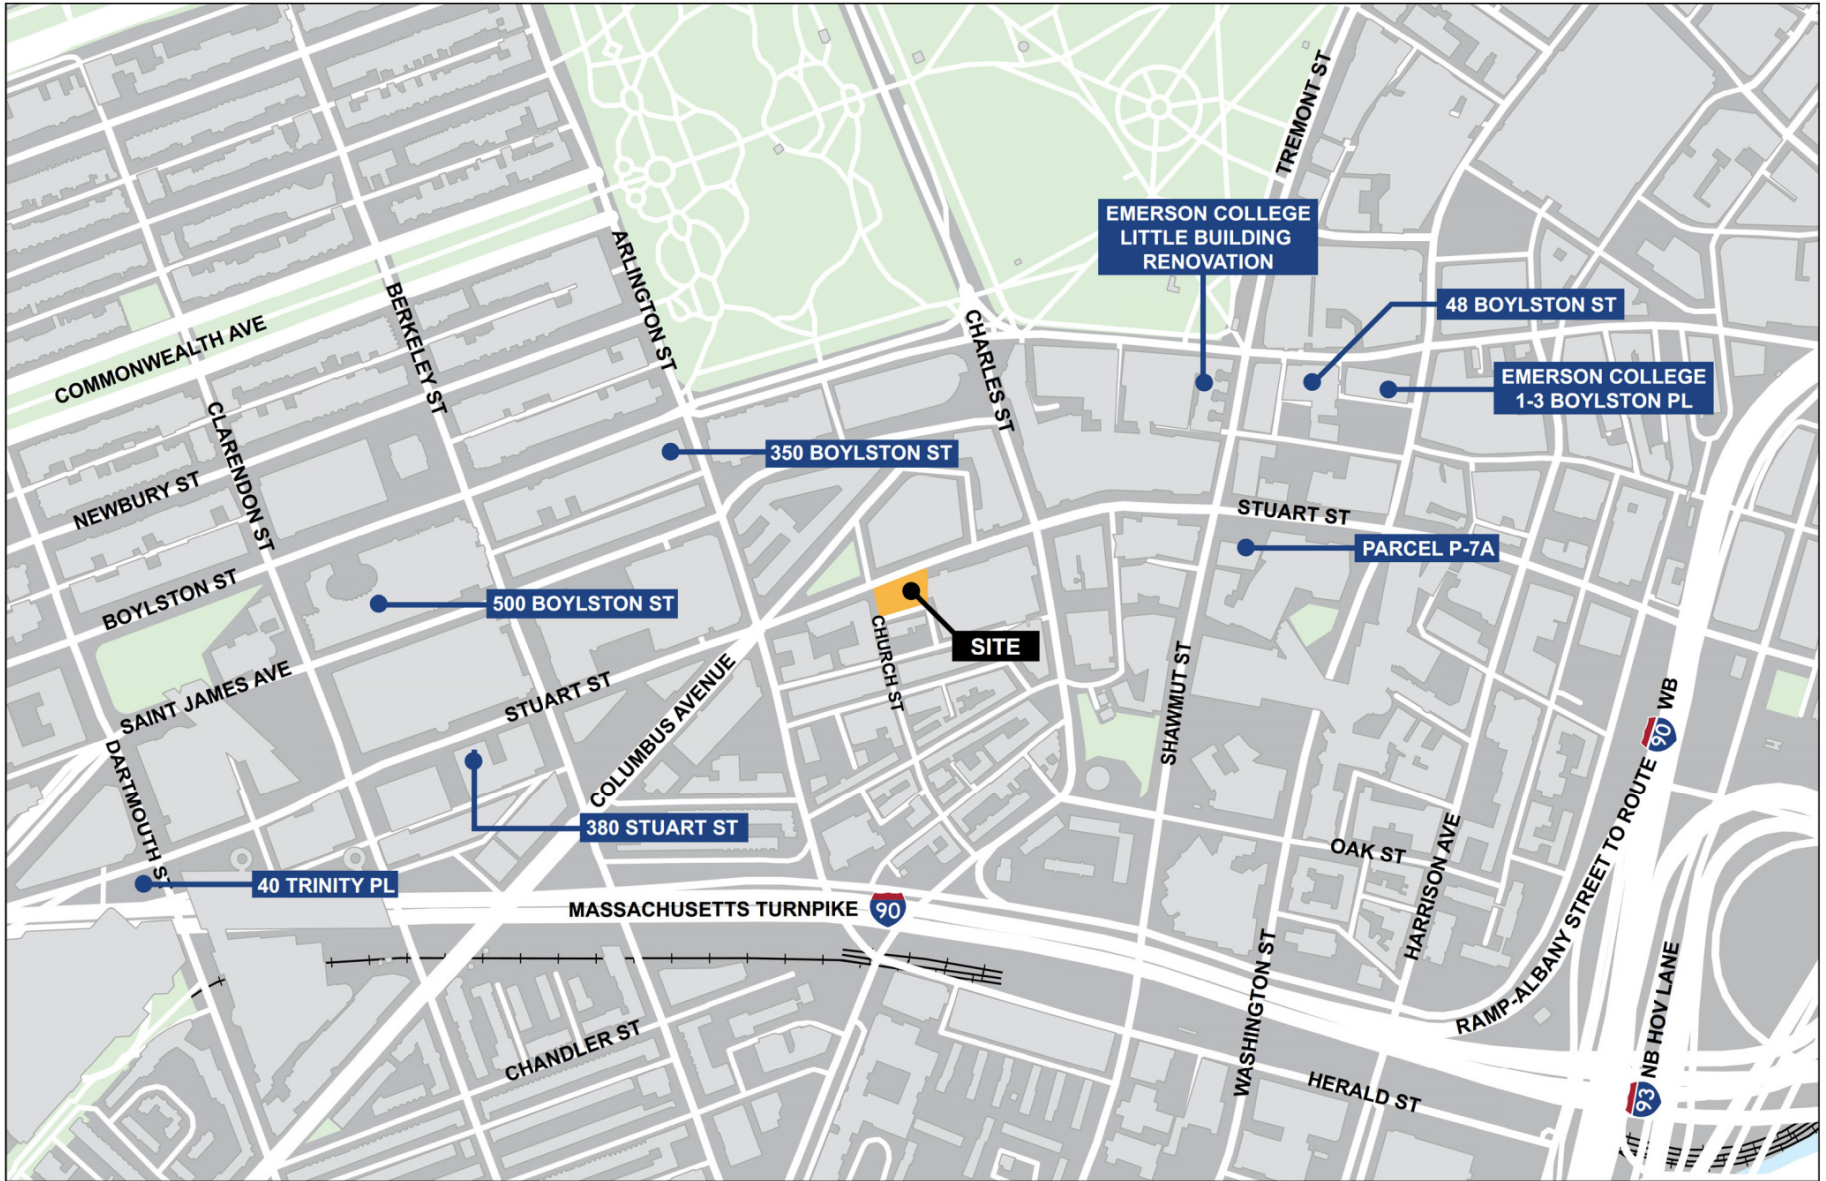 TREMONT ST
EMERSON COLLEGE
LITTLE BUILDING
RENOVATION
ARLINGTON ST
BERKELEY ST
COMMONWEALTH AVE
CHARLES ST
48 BOYLSTON ST
EMERSON COLLEGE
1-3 BOYLSTON PL
CLARENDON ST
350 BOYLSTON ST
NEWBURY ST
STUART ST
PARCEL P-7A
BOYLSTON ST
500 BOYLSTON ST
SITE
CHURCH ST
SHAWMUT ST
SAINT JAMES AVE
STUART ST
COLUMBUS AVENUE
DARTMOUTH ST
380 STUART ST
40 TRINITY PL
OAK ST
HARRISON AVE
RAMP-ALBANY STREET TO ROUTE 90 WB
MASSACHUSETTS TURNPIKE 90
WASHINGTON ST
CHANDLER ST
HERALD ST
93 NB HOV LANE